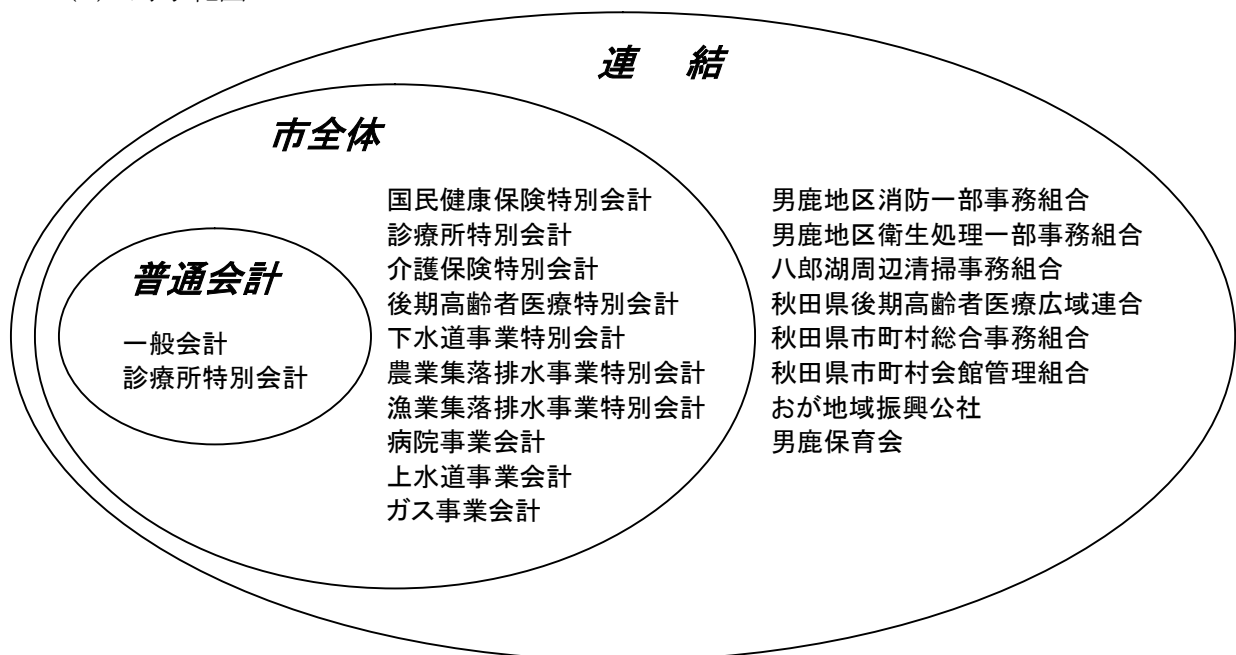 連 結
市全体
国民健康保険特別会計
診療所特別会計
介護保険特別会計
後期高齢者医療特別会計
下水道事業特別会計
農業集落排水事業特別会計
漁業集落排水事業特別会計
病院事業会計
上水道事業会計
ガス事業会計
普通会計
一般会計
診療所特別会計
男鹿地区消防一部事務組合
男鹿地区衛生処理一部事務組合
八郎湖周辺清掃事務組合
秋田県後期高齢者医療広域連合
秋田県市町村総合事務組合
秋田県市町村会館管理組合
おが地域振興公社
男鹿保育会